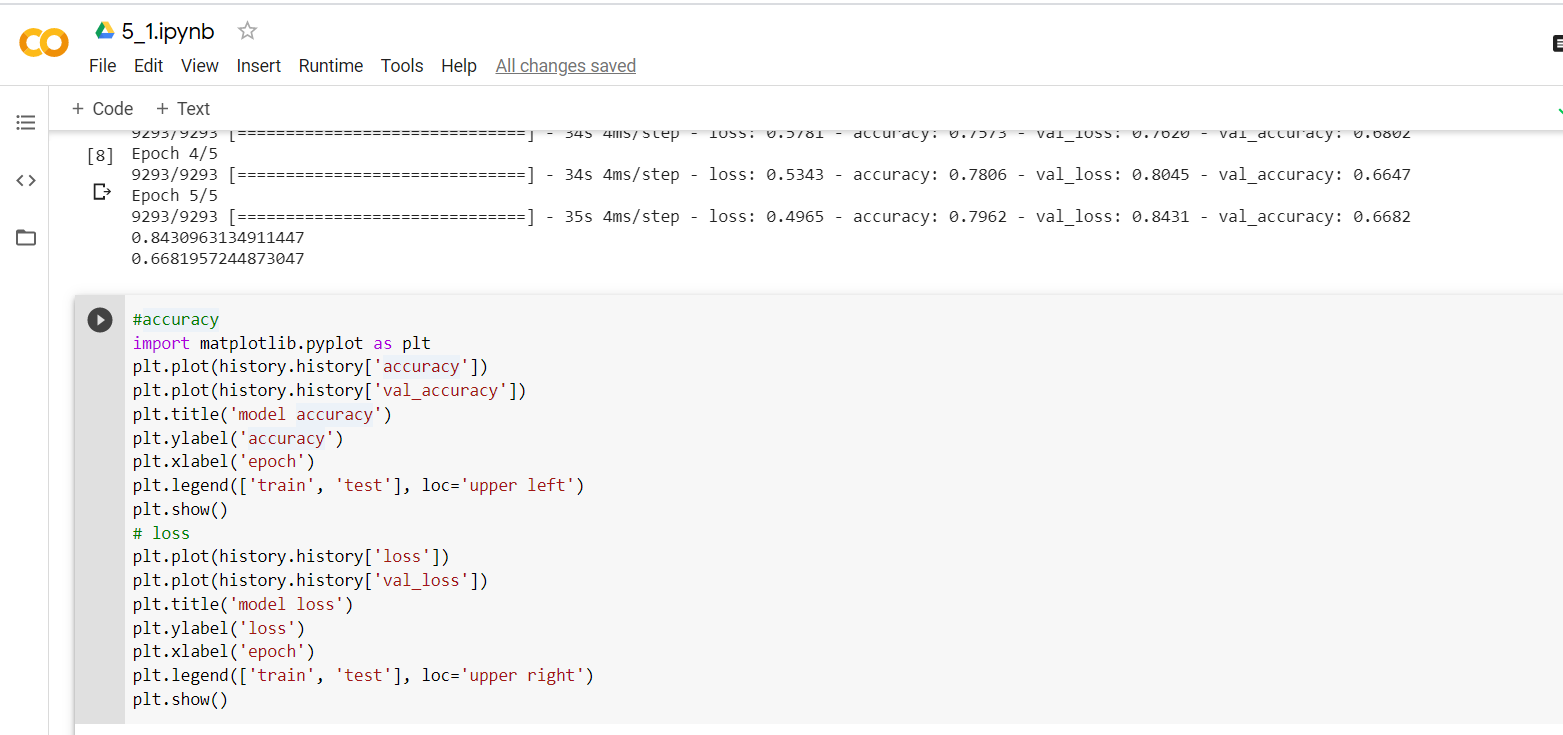 5_1.ipynb
File Edit View Insert Runtime Tools Help All changes saved
+ Code + Text
9293/9293 [==============================] - 34s 4ms/step - loss: 0.5781 - accuracy: 0.7573 - val_loss: 0.7620 - val_accuracy: 0.6802
[8] Epoch 4/5
9293/9293 [==============================] - 34s 4ms/step - loss: 0.5343 - accuracy: 0.7806 - val_loss: 0.8045 - val_accuracy: 0.6647
Epoch 5/5
9293/9293 [==============================] - 35s 4ms/step - loss: 0.4965 - accuracy: 0.7962 - val_loss: 0.8431 - val_accuracy: 0.6682
0.8430963134911447
0.6681957244873047
#accuracy
import matplotlib.pyplot as plt
plt.plot(history.history['accuracy'])
plt.plot(history.history['val_accuracy'])
plt.title('model accuracy')
plt.ylabel('accuracy')
plt.xlabel('epoch')
plt.legend(['train', 'test'], loc='upper left')
plt.show()
# loss
plt.plot(history.history['loss'])
plt.plot(history.history['val_loss'])
plt.title('model loss')
plt.ylabel('loss')
plt.xlabel('epoch')
plt.legend(['train', 'test'], loc='upper right')
plt.show()